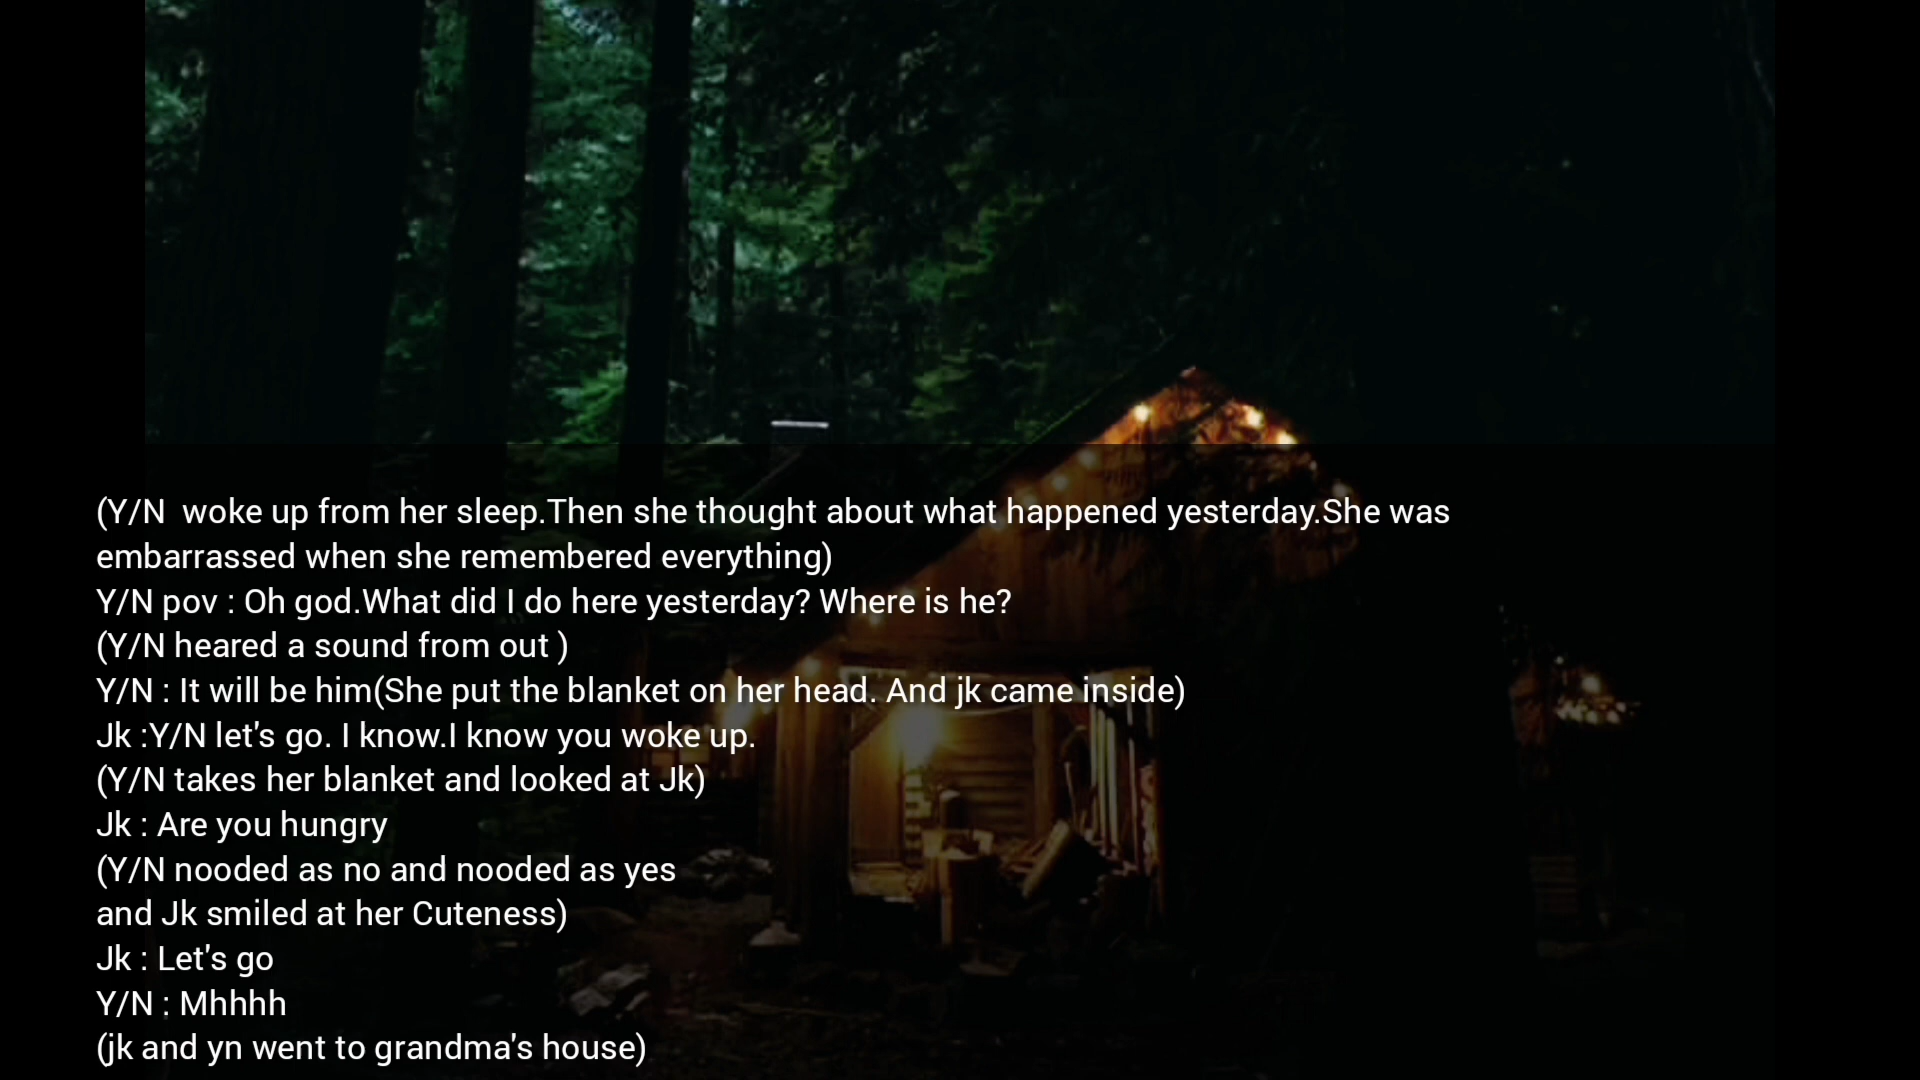 (Y/N  woke up from her sleep.Then she thought about what happened yesterday.She was
embarrassed when she remembered everything)
Y/N pov : Oh god.What did I do here yesterday? Where is he?
(Y/N heared a sound from out )
Y/N : It will be him(She put the blanket on her head. And jk came inside)
Jk :Y/N let's go. I know.I know you woke up.
(Y/N takes her blanket and looked at Jk)
Jk : Are you hungry
(Y/N nooded as no and nooded as yes
and Jk smiled at her Cuteness)
Jk : Let's go
Y/N : Mhhhh
(jk and yn went to grandma's house)